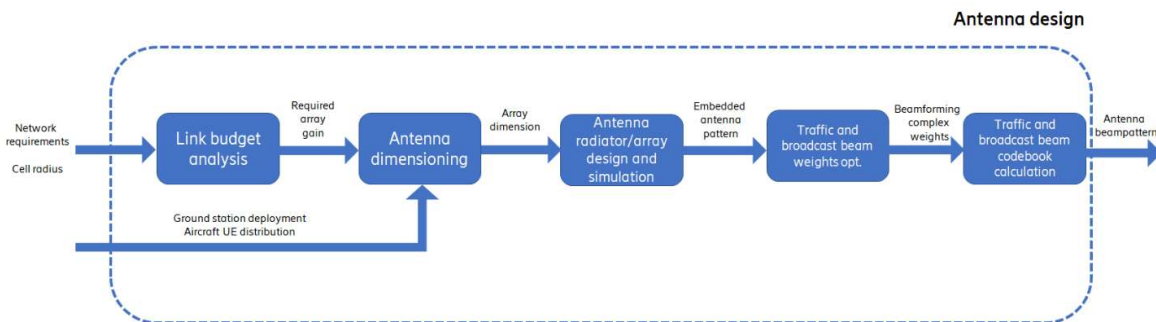 Antenna design
Network
requirements
Cell radius
Link budget
analysis
Required
array
gain
Antenna
dimensioning
Array
dimension
Antenna
radiator/array
design and
simulation
Embedded
antenna
pattern
Traffic and
broadcast beam
weights opt.
Beamforming
complex
weights
Traffic and
broadcast beam
codebook
calculation
Antenna
beampattern
Ground station deployment
Aircraft UE distribution